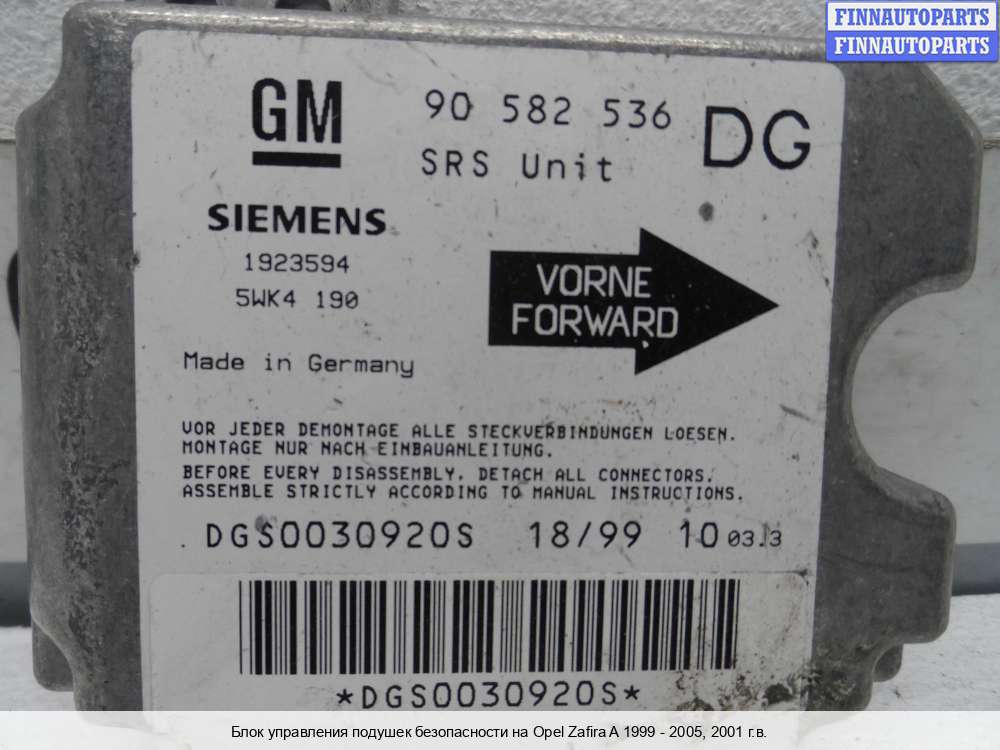 FINNAUTOPARTS
FINNAUTOPARTS
GM
90 582 536
DG
SRS Unit
SIEMENS
1923594
5WK4 190
VORNE
FORWARD
Made in Germany
VOR JEDER DEMONTAGE ALLE STECKVERBINDUNGEN LOESEN.
MONTAGE NUR NACH EINBAUANLEITUNG.
BEFORE EVERY DISASSEMBLY, DETACH ALL CONNECTORS.
ASSEMBLE STRICTLY ACCORDING TO MANUAL INSTRUCTIONS.
DGS0030920S 18/99 10 03.3
*DGS0030920S*
Блок управления подушек безопасности на Opel Zafira A 1999 - 2005, 2001 г.в.